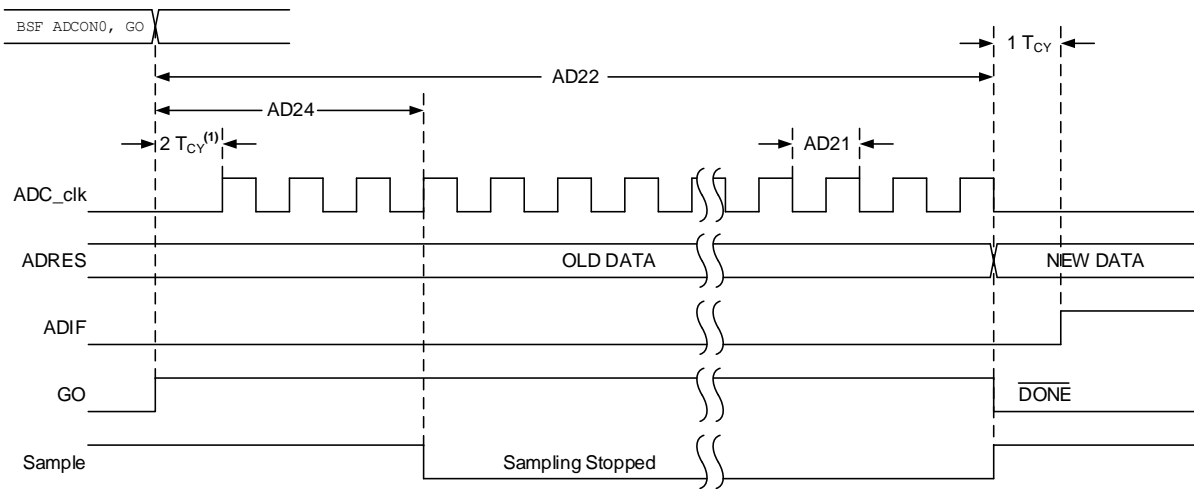 BSF ADCON0, GO
1 TCY
AD22
AD24
2 TCY(1)
AD21
ADC_clk
ADRES
OLD DATA
NEW DATA
ADIF
GO
DONE
Sample
Sampling Stopped